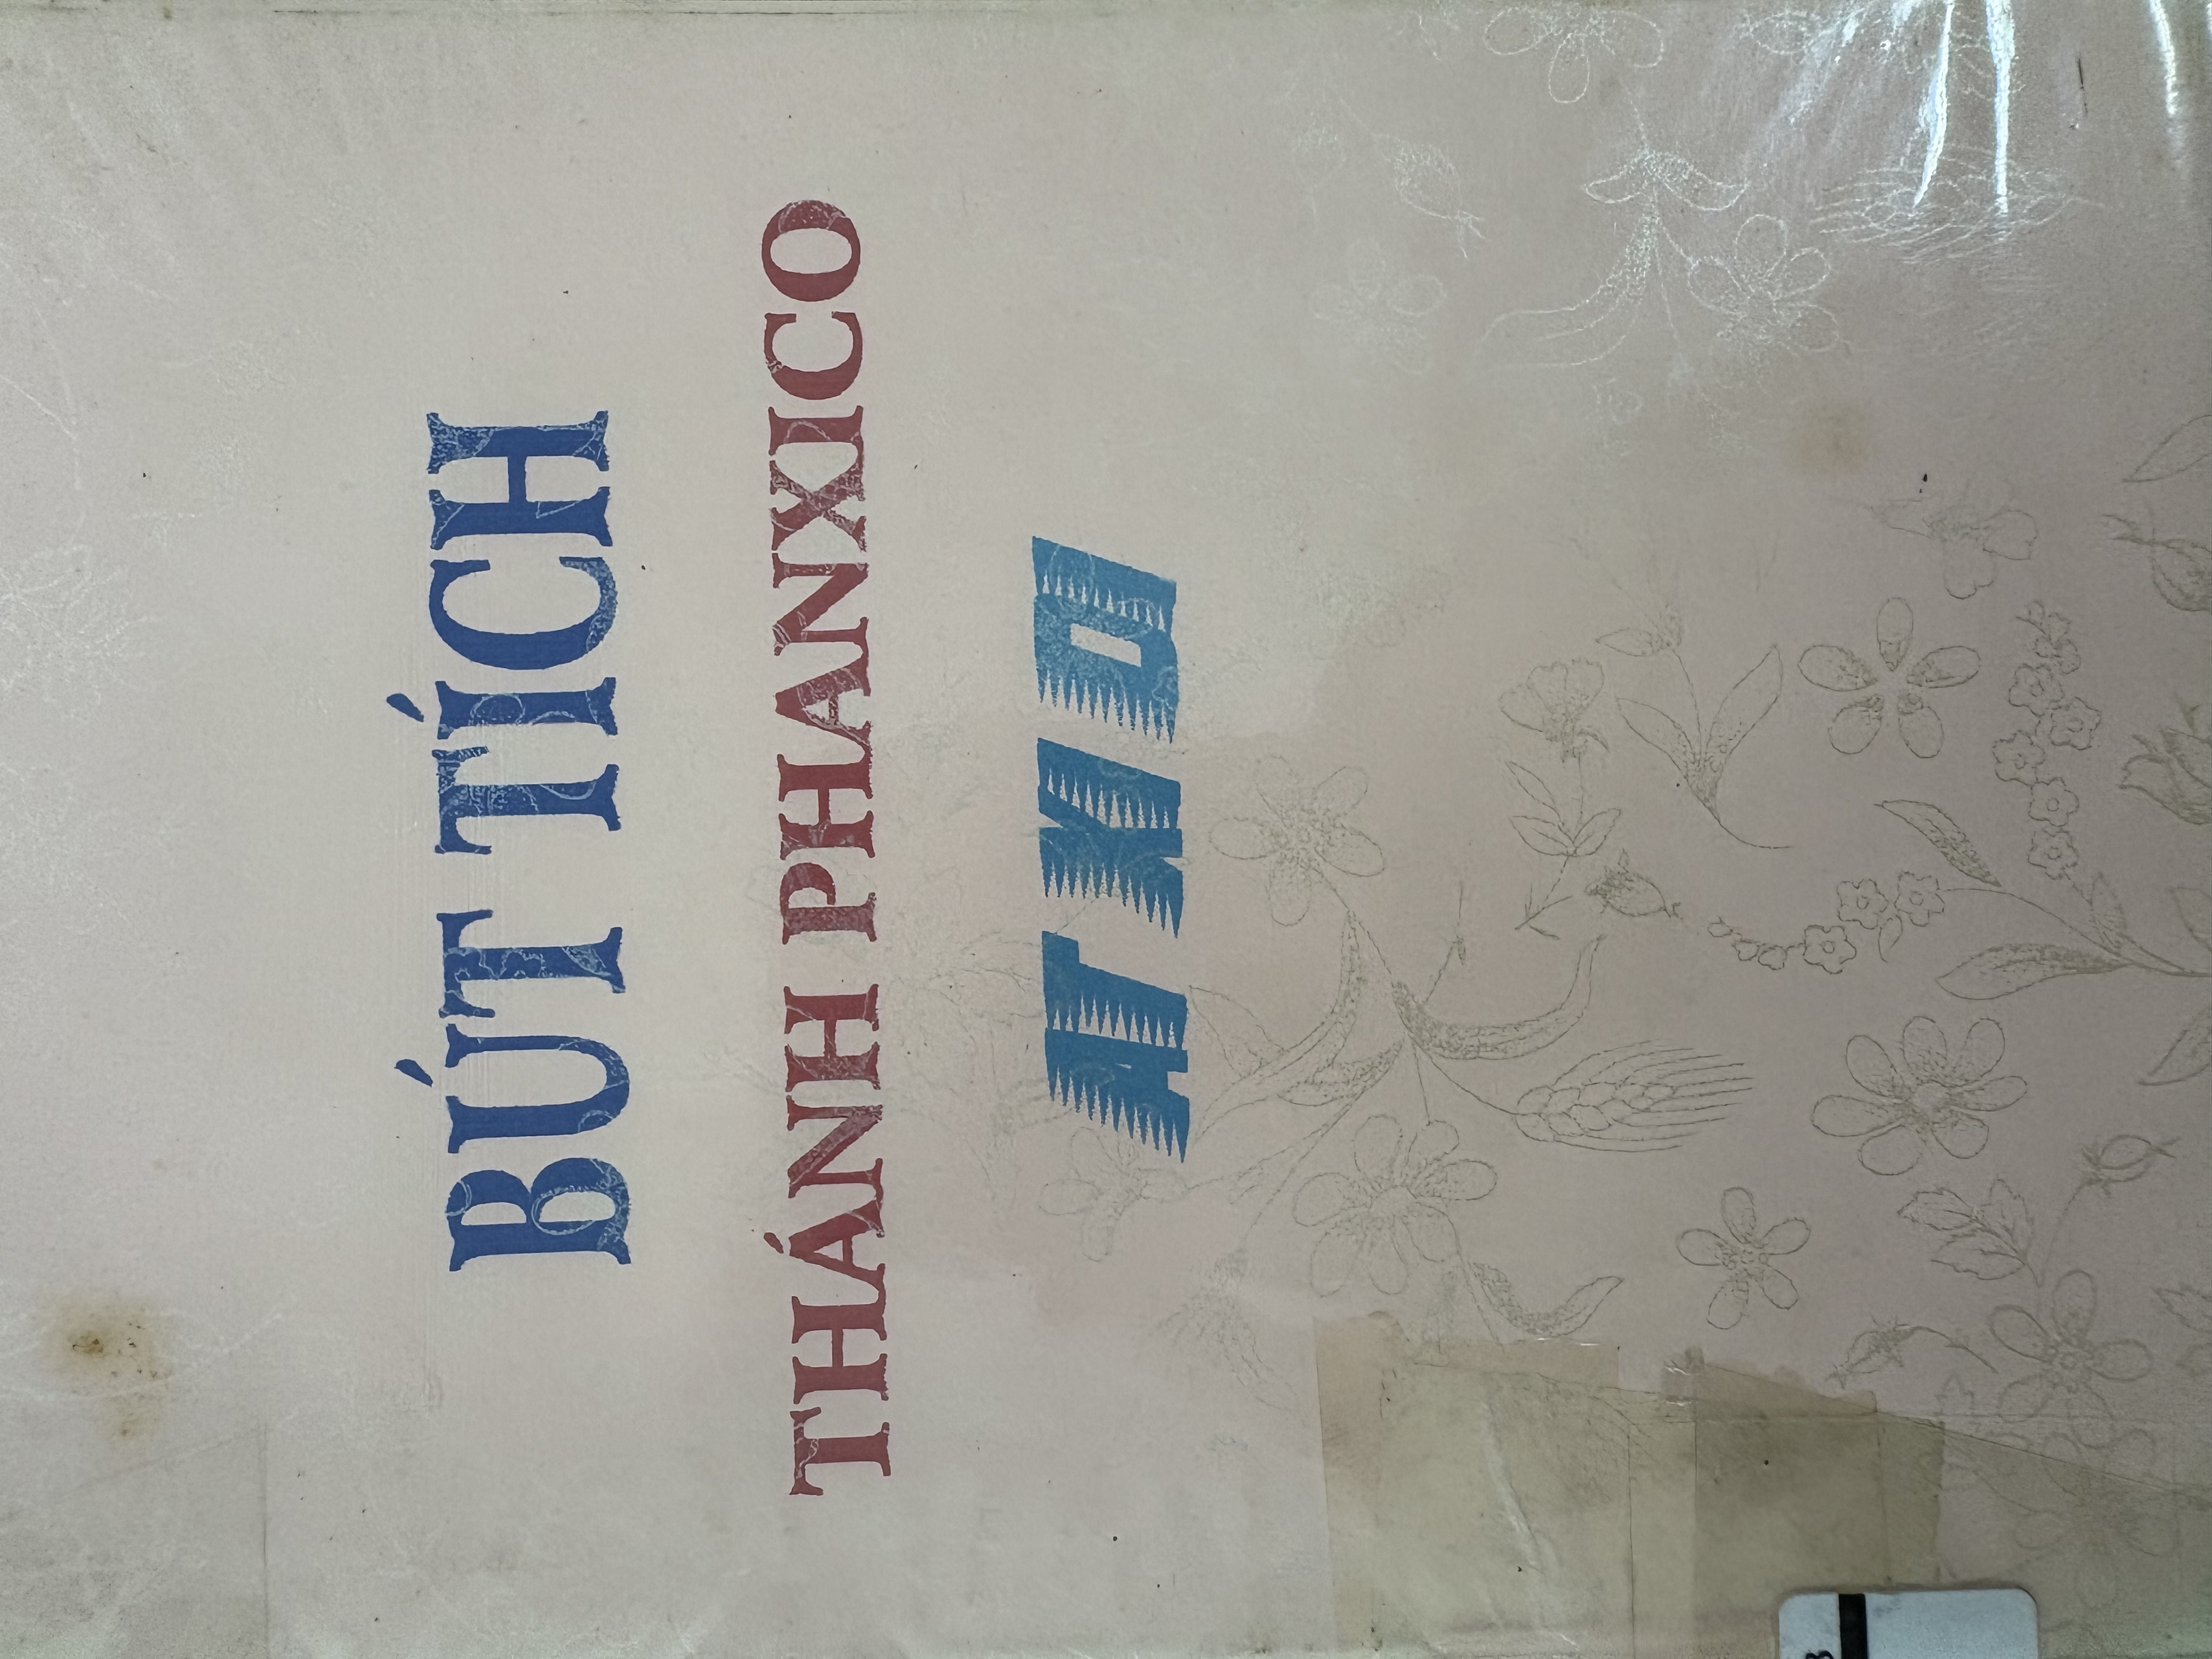 BÚT TÍCH
THÁNH PHANXICO
ATXIDI